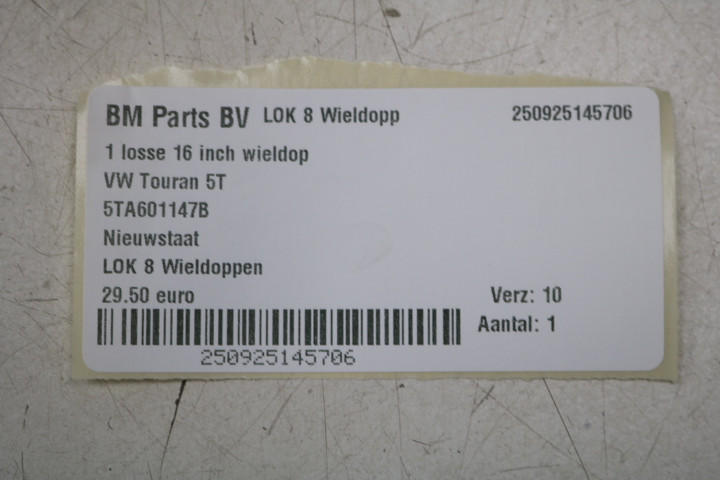 BM Parts BV LOK 8 Wieldopp 250925145706
1 losse 16 inch wieldop
VW Touran 5T
5TA601147B
Nieuwstaat
LOK 8 Wieldoppen
29.50 euro Verz: 10
Aantal: 1
250925145706